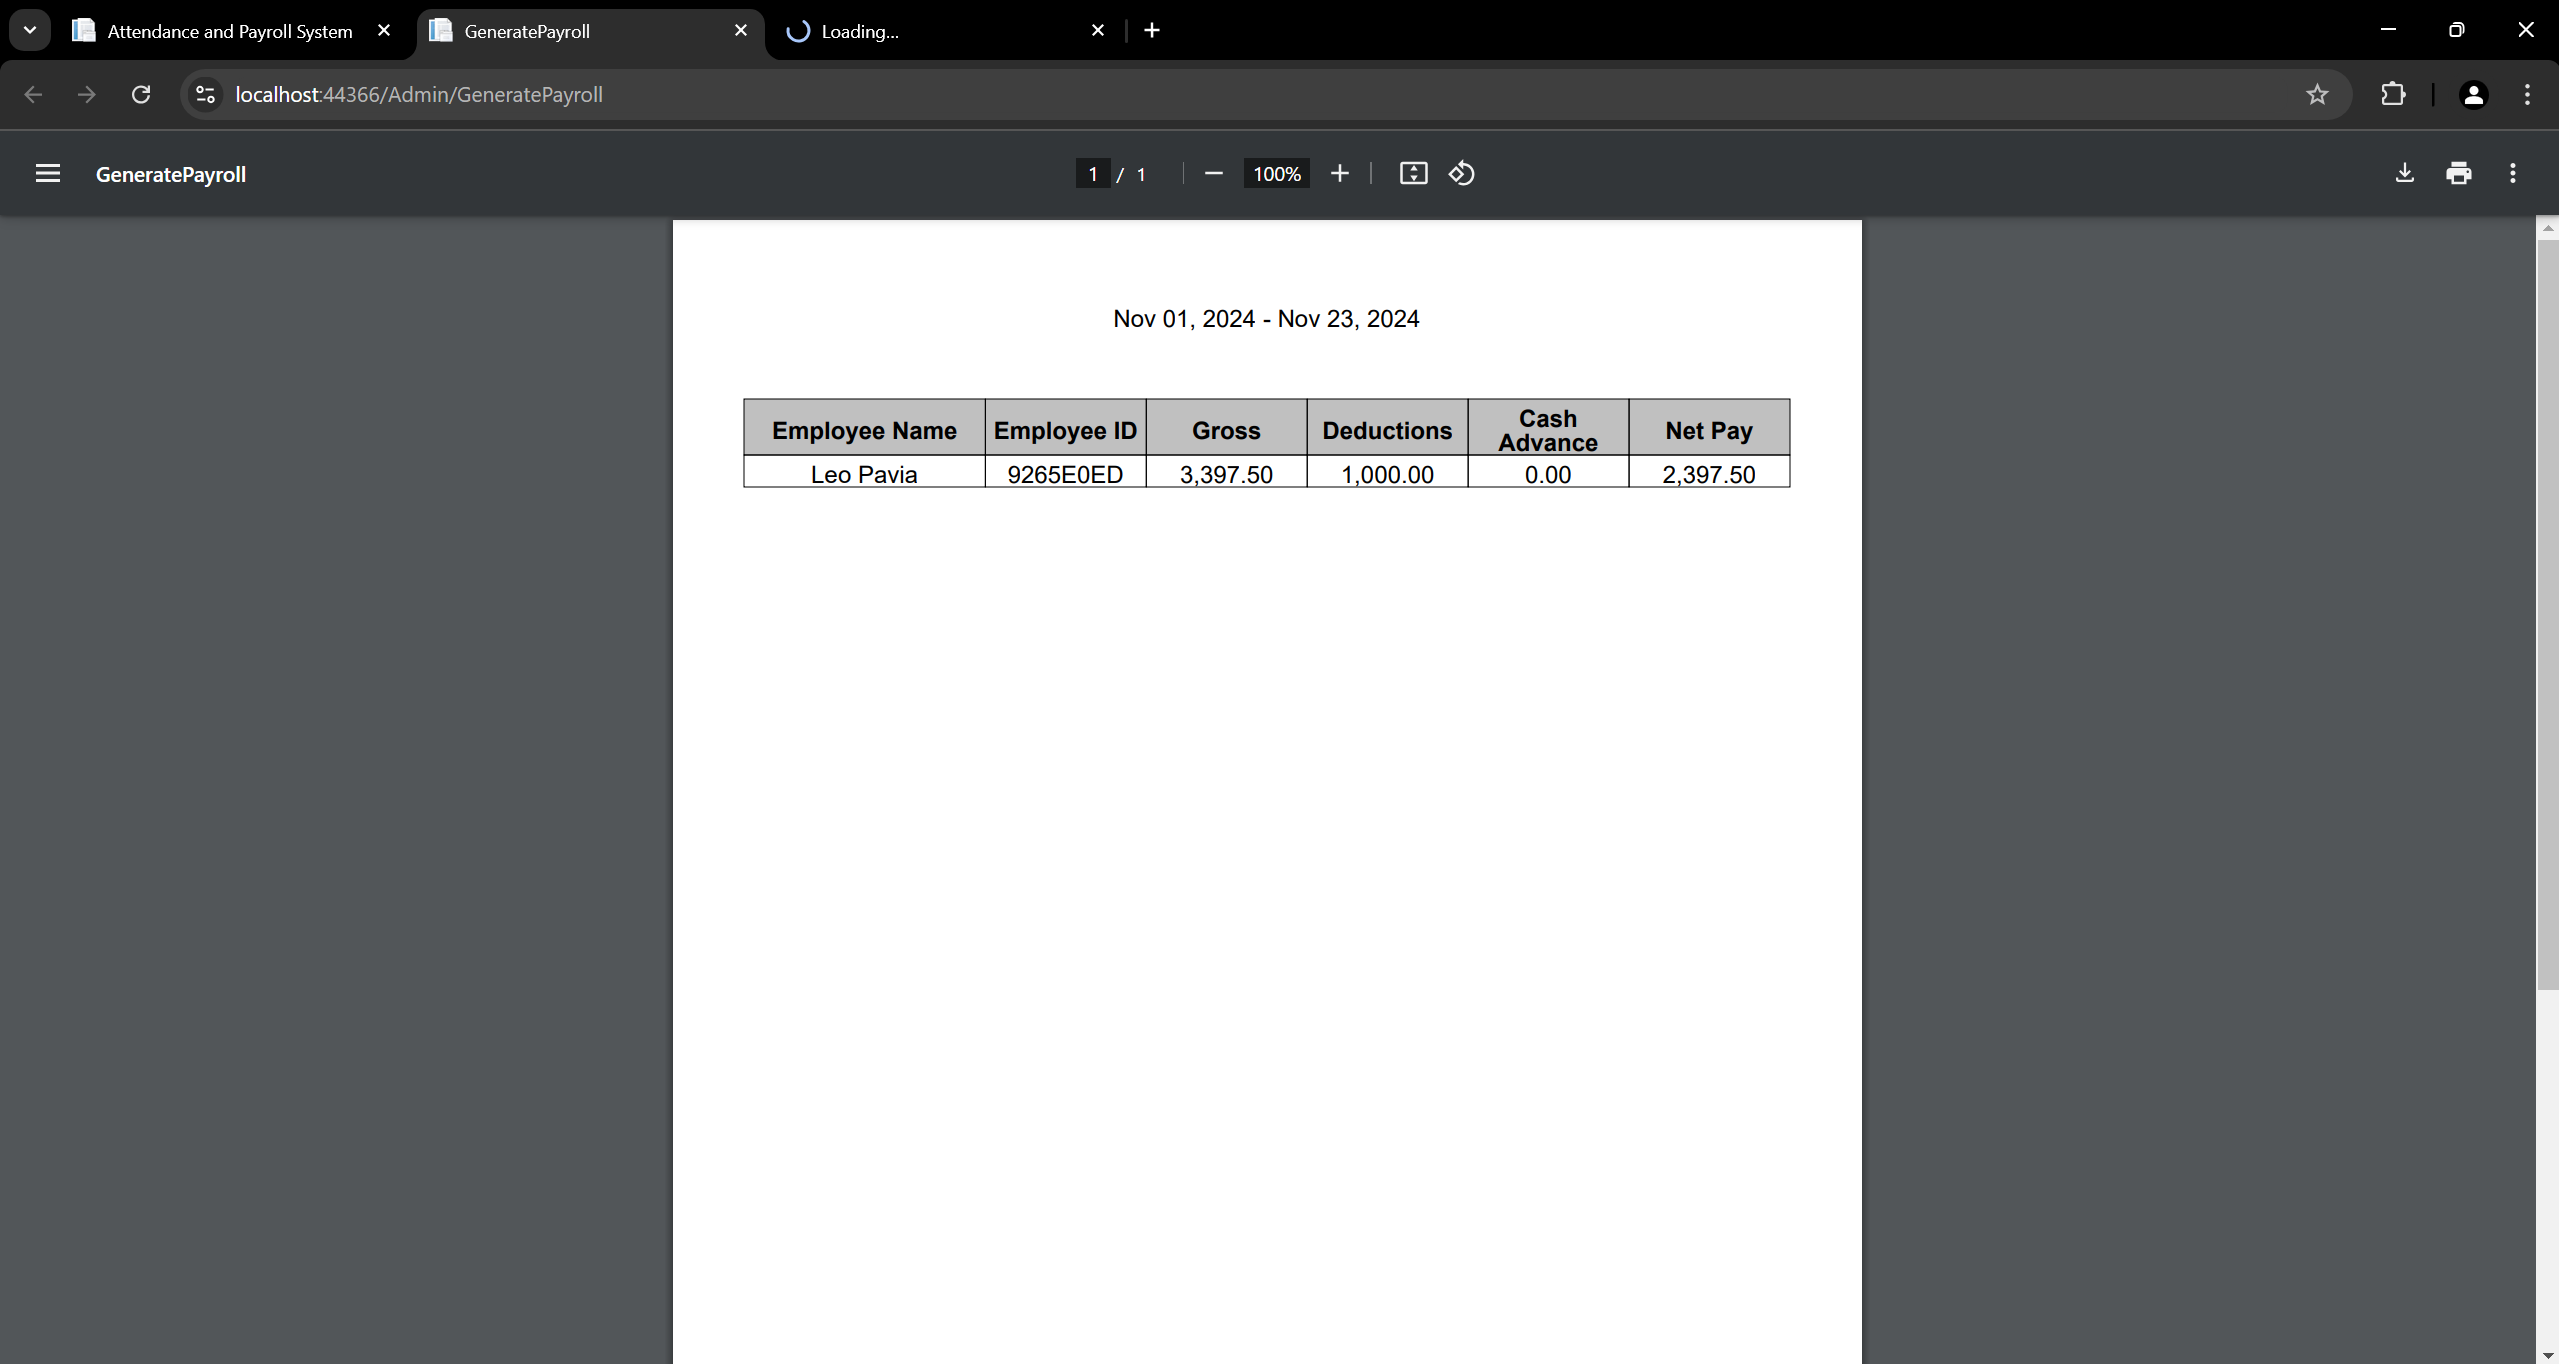 Attendance and Payroll System
GeneratePayroll
Loading...
localhost:44366/Admin/GeneratePayroll
GeneratePayroll
1 / 1
100%
Nov 01, 2024 - Nov 23, 2024
Employee Name Employee ID Gross Deductions Cash Advance Net Pay
Leo Pavia 9265E0ED 3,397.50 1,000.00 0.00 2,397.50